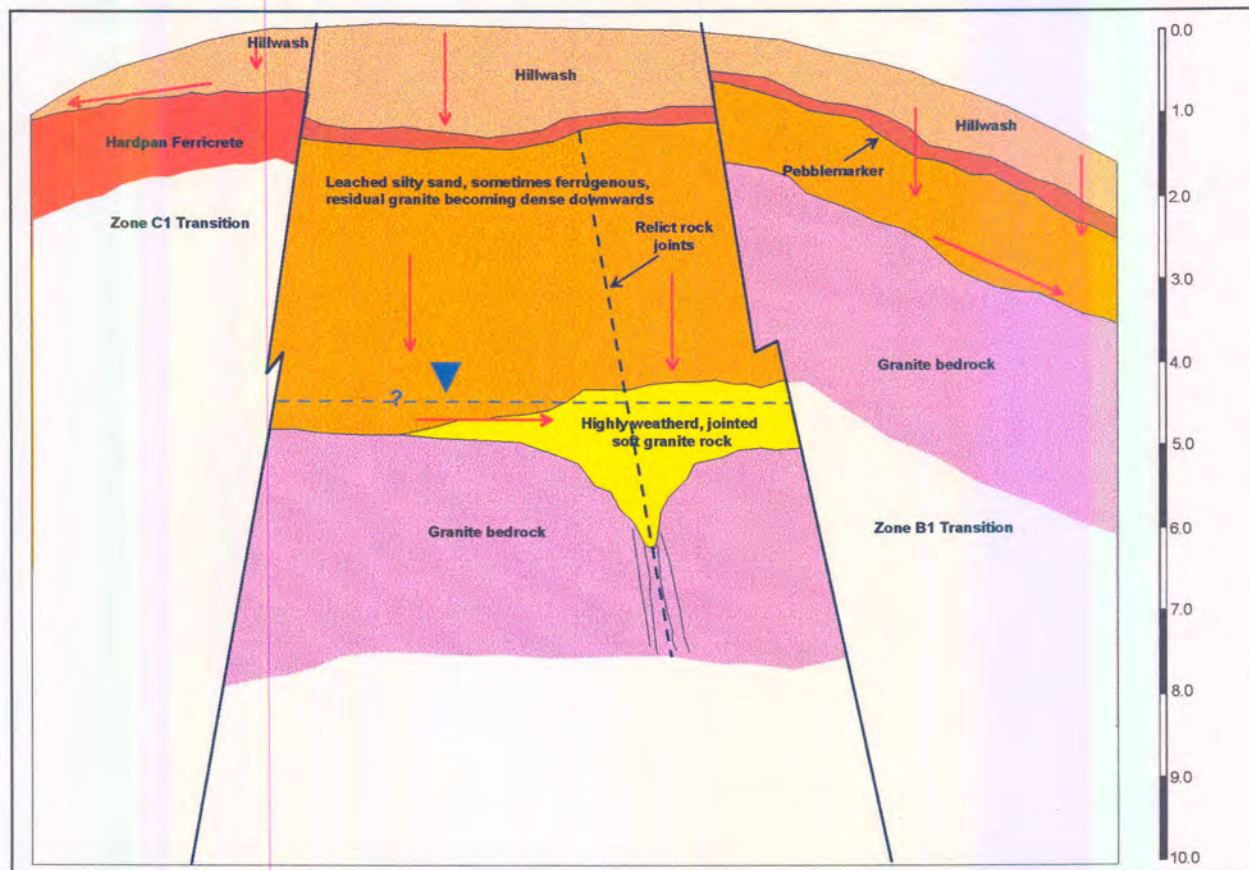 Hillwash
Hillwash
Hillwash
Hardpan Ferricrete
Pebblemarker
Leached silty sand, sometimes ferrugenous,
residual granite becoming dense downwards
Zone C1 Transition
Relict rock
joints
Granite bedrock
?
Highly weatherd, jointed
soft granite rock
Granite bedrock
Zone B1 Transition
0.0
1.0
2.0
3.0
4.0
5.0
6.0
7.0
8.0
9.0
10.0